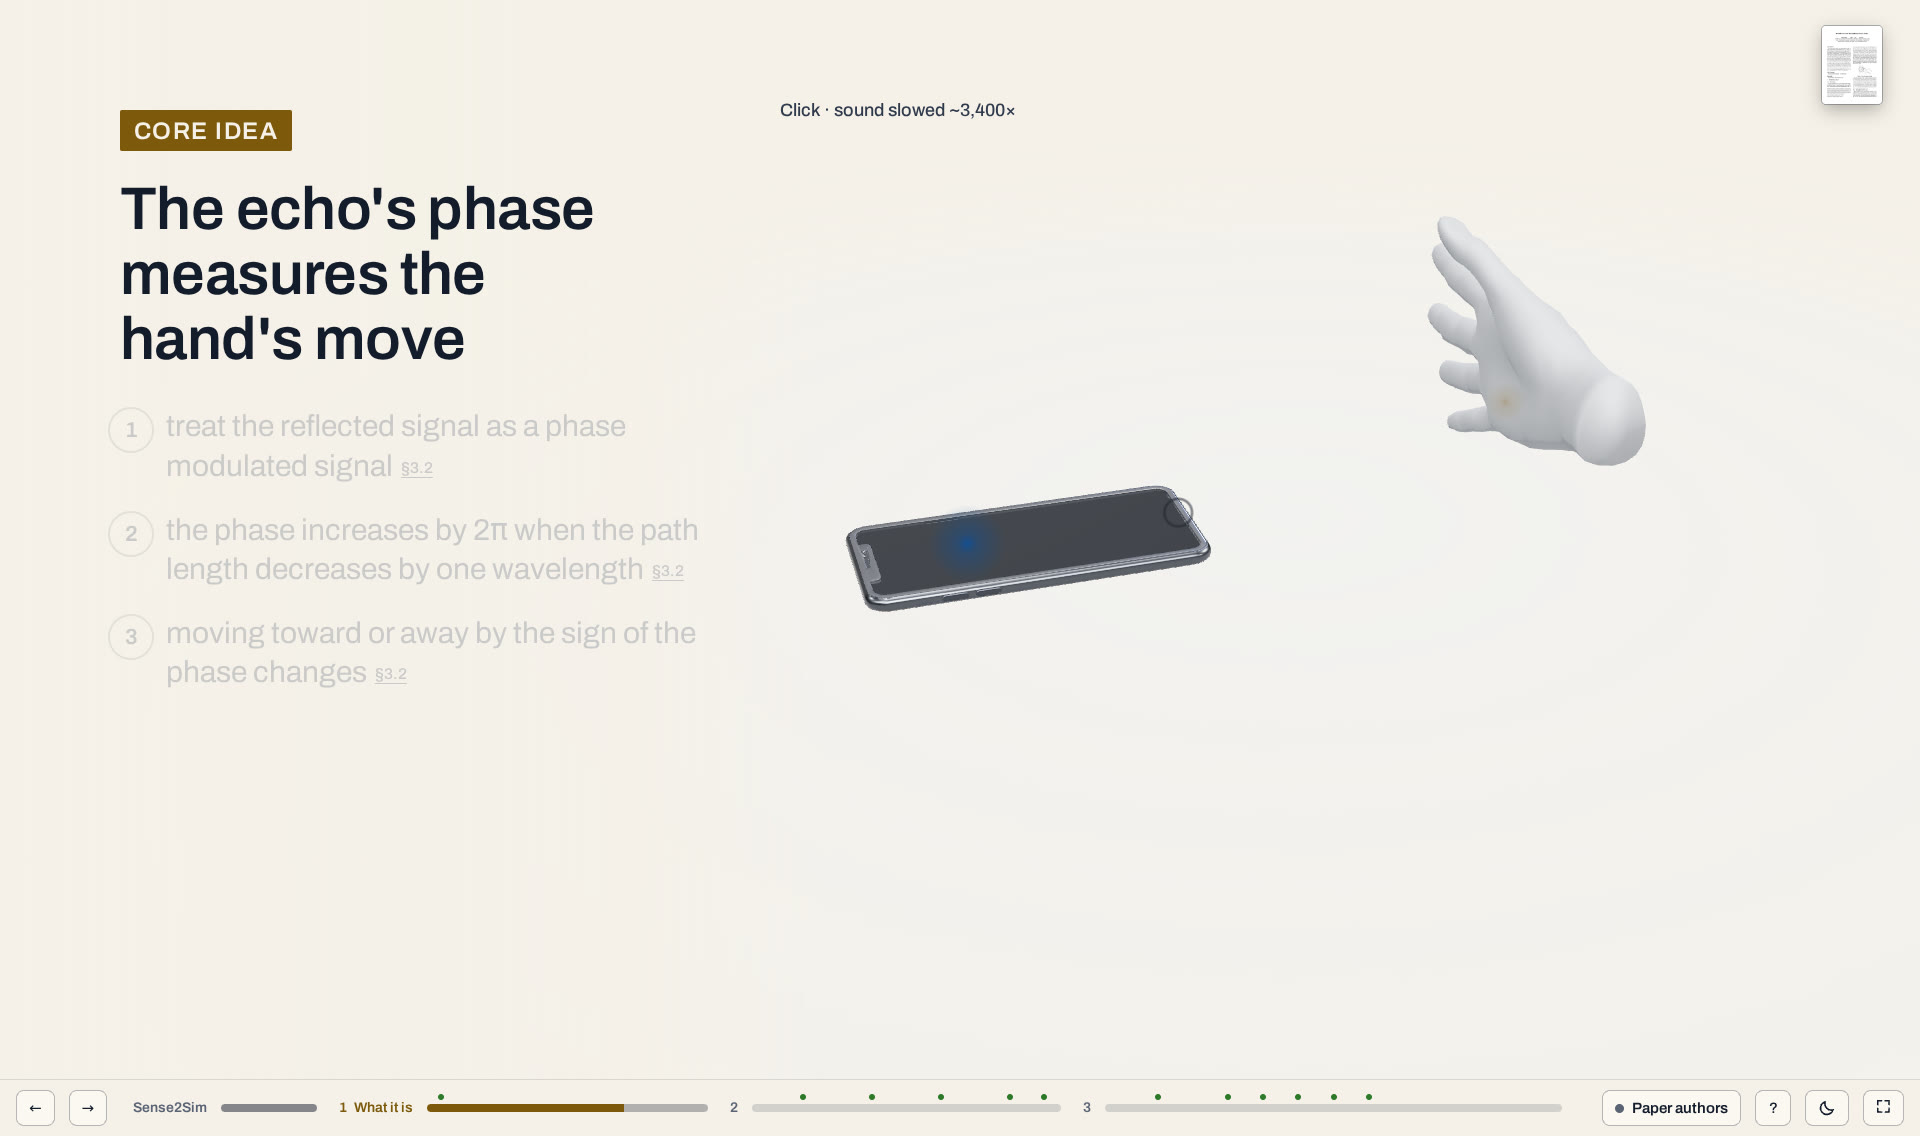 CORE IDEA
Click · sound slowed ~3,400×
The echo's phase
measures the
hand's move
1 treat the reflected signal as a phase
modulated signal §3.2
2 the phase increases by 2π when the path
length decreases by one wavelength §3.2
3 moving toward or away by the sign of the
phase changes §3.2
← → Sense2Sim 1 What it is 2 3 Paper authors ?